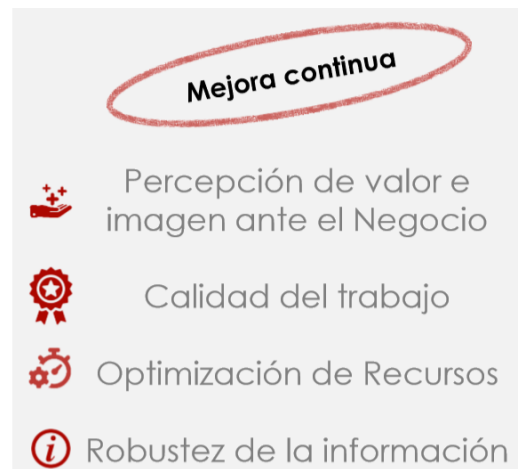 Mejora continua
Percepción de valor e
imagen ante el Negocio
Calidad del trabajo
Optimización de Recursos
Robustez de la información